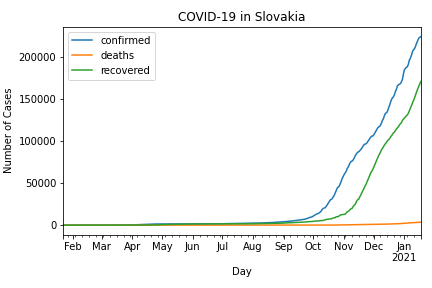 COVID-19 in Slovakia
confirmed
deaths
recovered
Number of Cases
200000
150000
100000
50000
0
Feb Mar Apr May Jun Jul Aug Sep Oct Nov Dec Jan
2021
Day